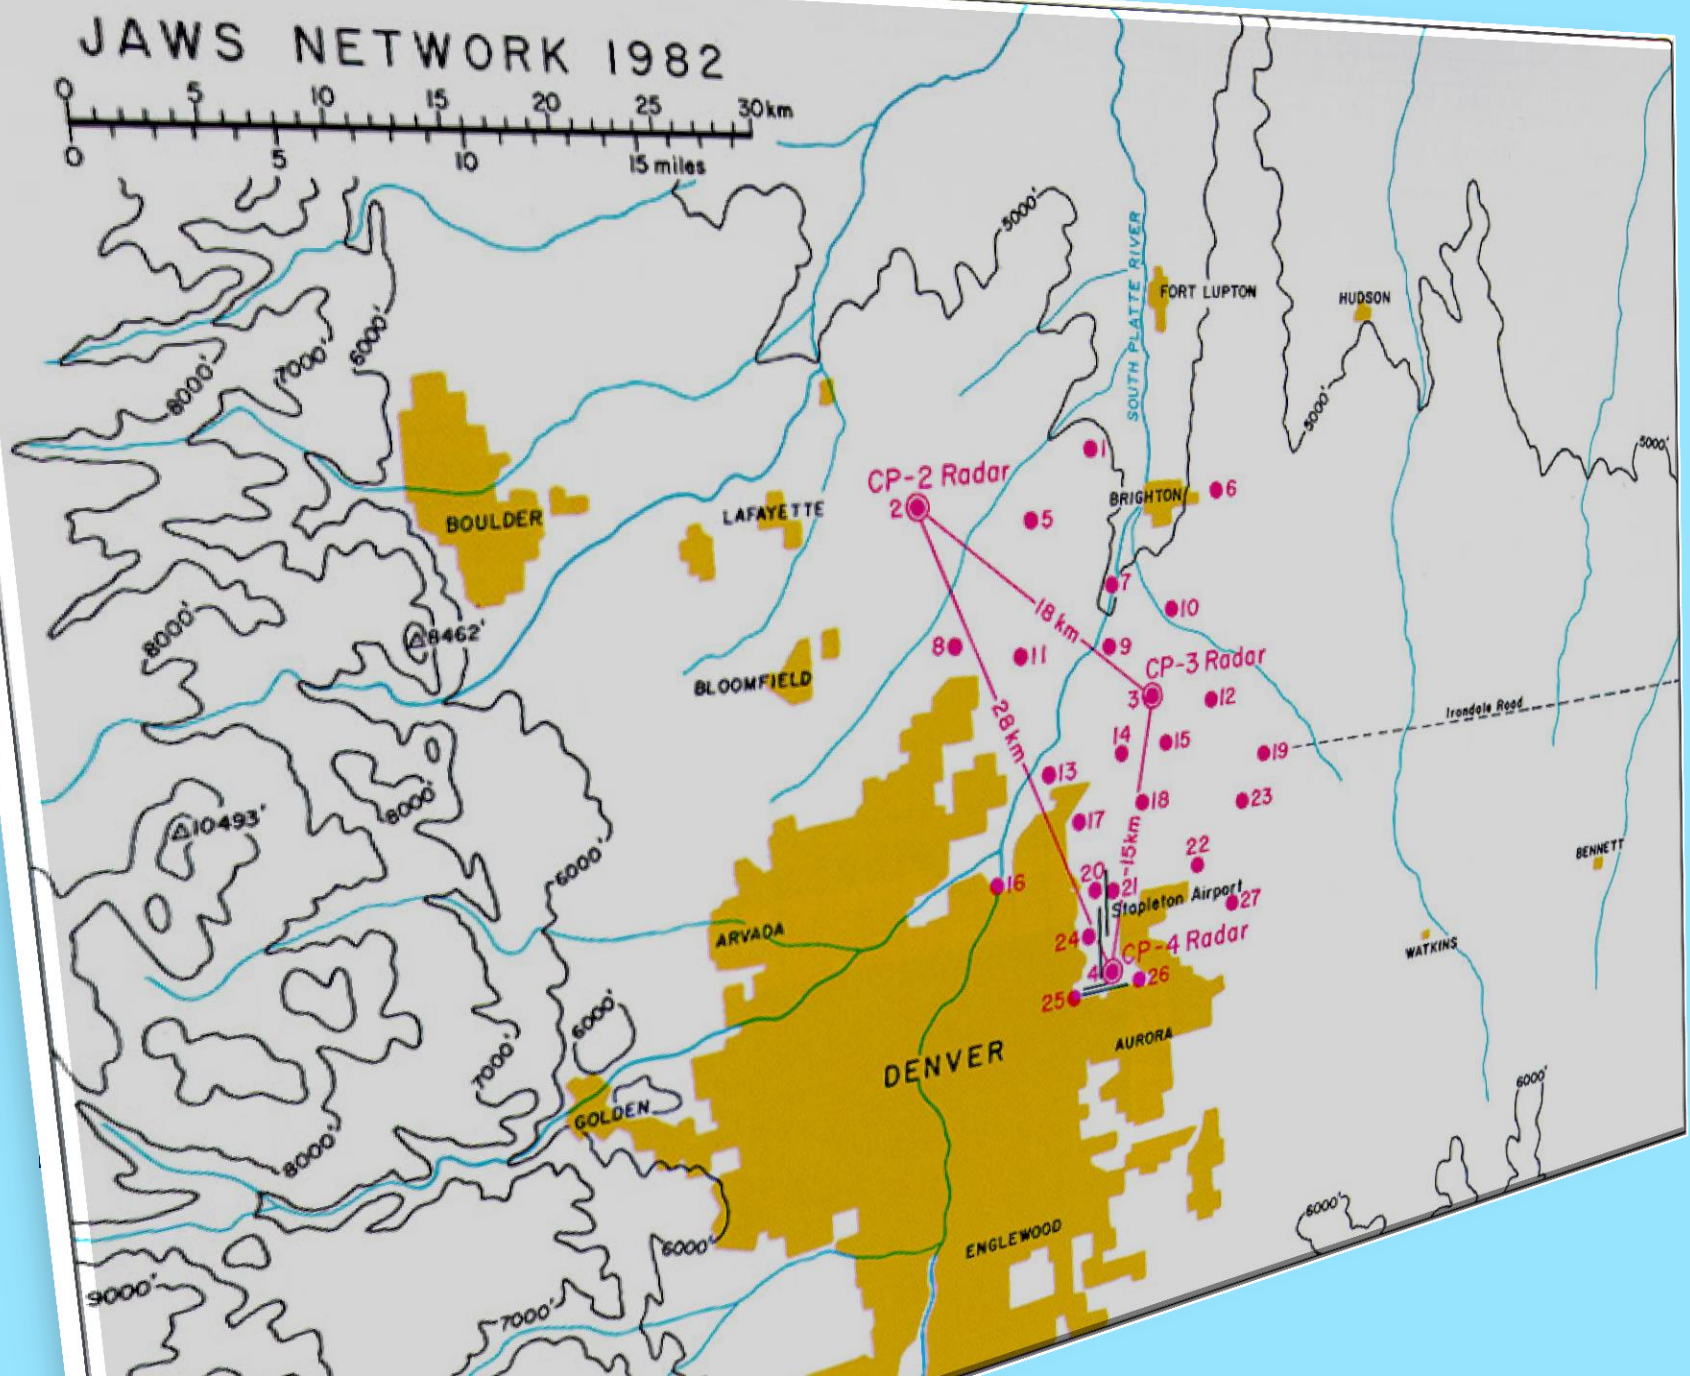 JAWS NETWORK 1982
0 5 10 15 20 25 30 km
0 5 10 15 miles
5000'
SOUTH PLATTE RIVER
FORT LUPTON
HUDSON
8000'
7000'
6000'
5000'
5000'
1
CP-2 Radar
2
BRIGHTON
6
5
LAFAYETTE
BOULDER
7
10
18 km
8000'
8462'
8
11
9
CP-3 Radar
BLOOMFIELD
3
12
Irondale Road
28 km
14
15
19
13
8000'
10493'
18
23
17
15km
22
BENNETT
6000'
20
21
16
Stapleton Airport
27
ARVADA
24
CP-4 Radar
WATKINS
4
26
25
6000'
7000'
DENVER
AURORA
6000'
GOLDEN
8000'
6000'
ENGLEWOOD
6000'
9000'
7000'